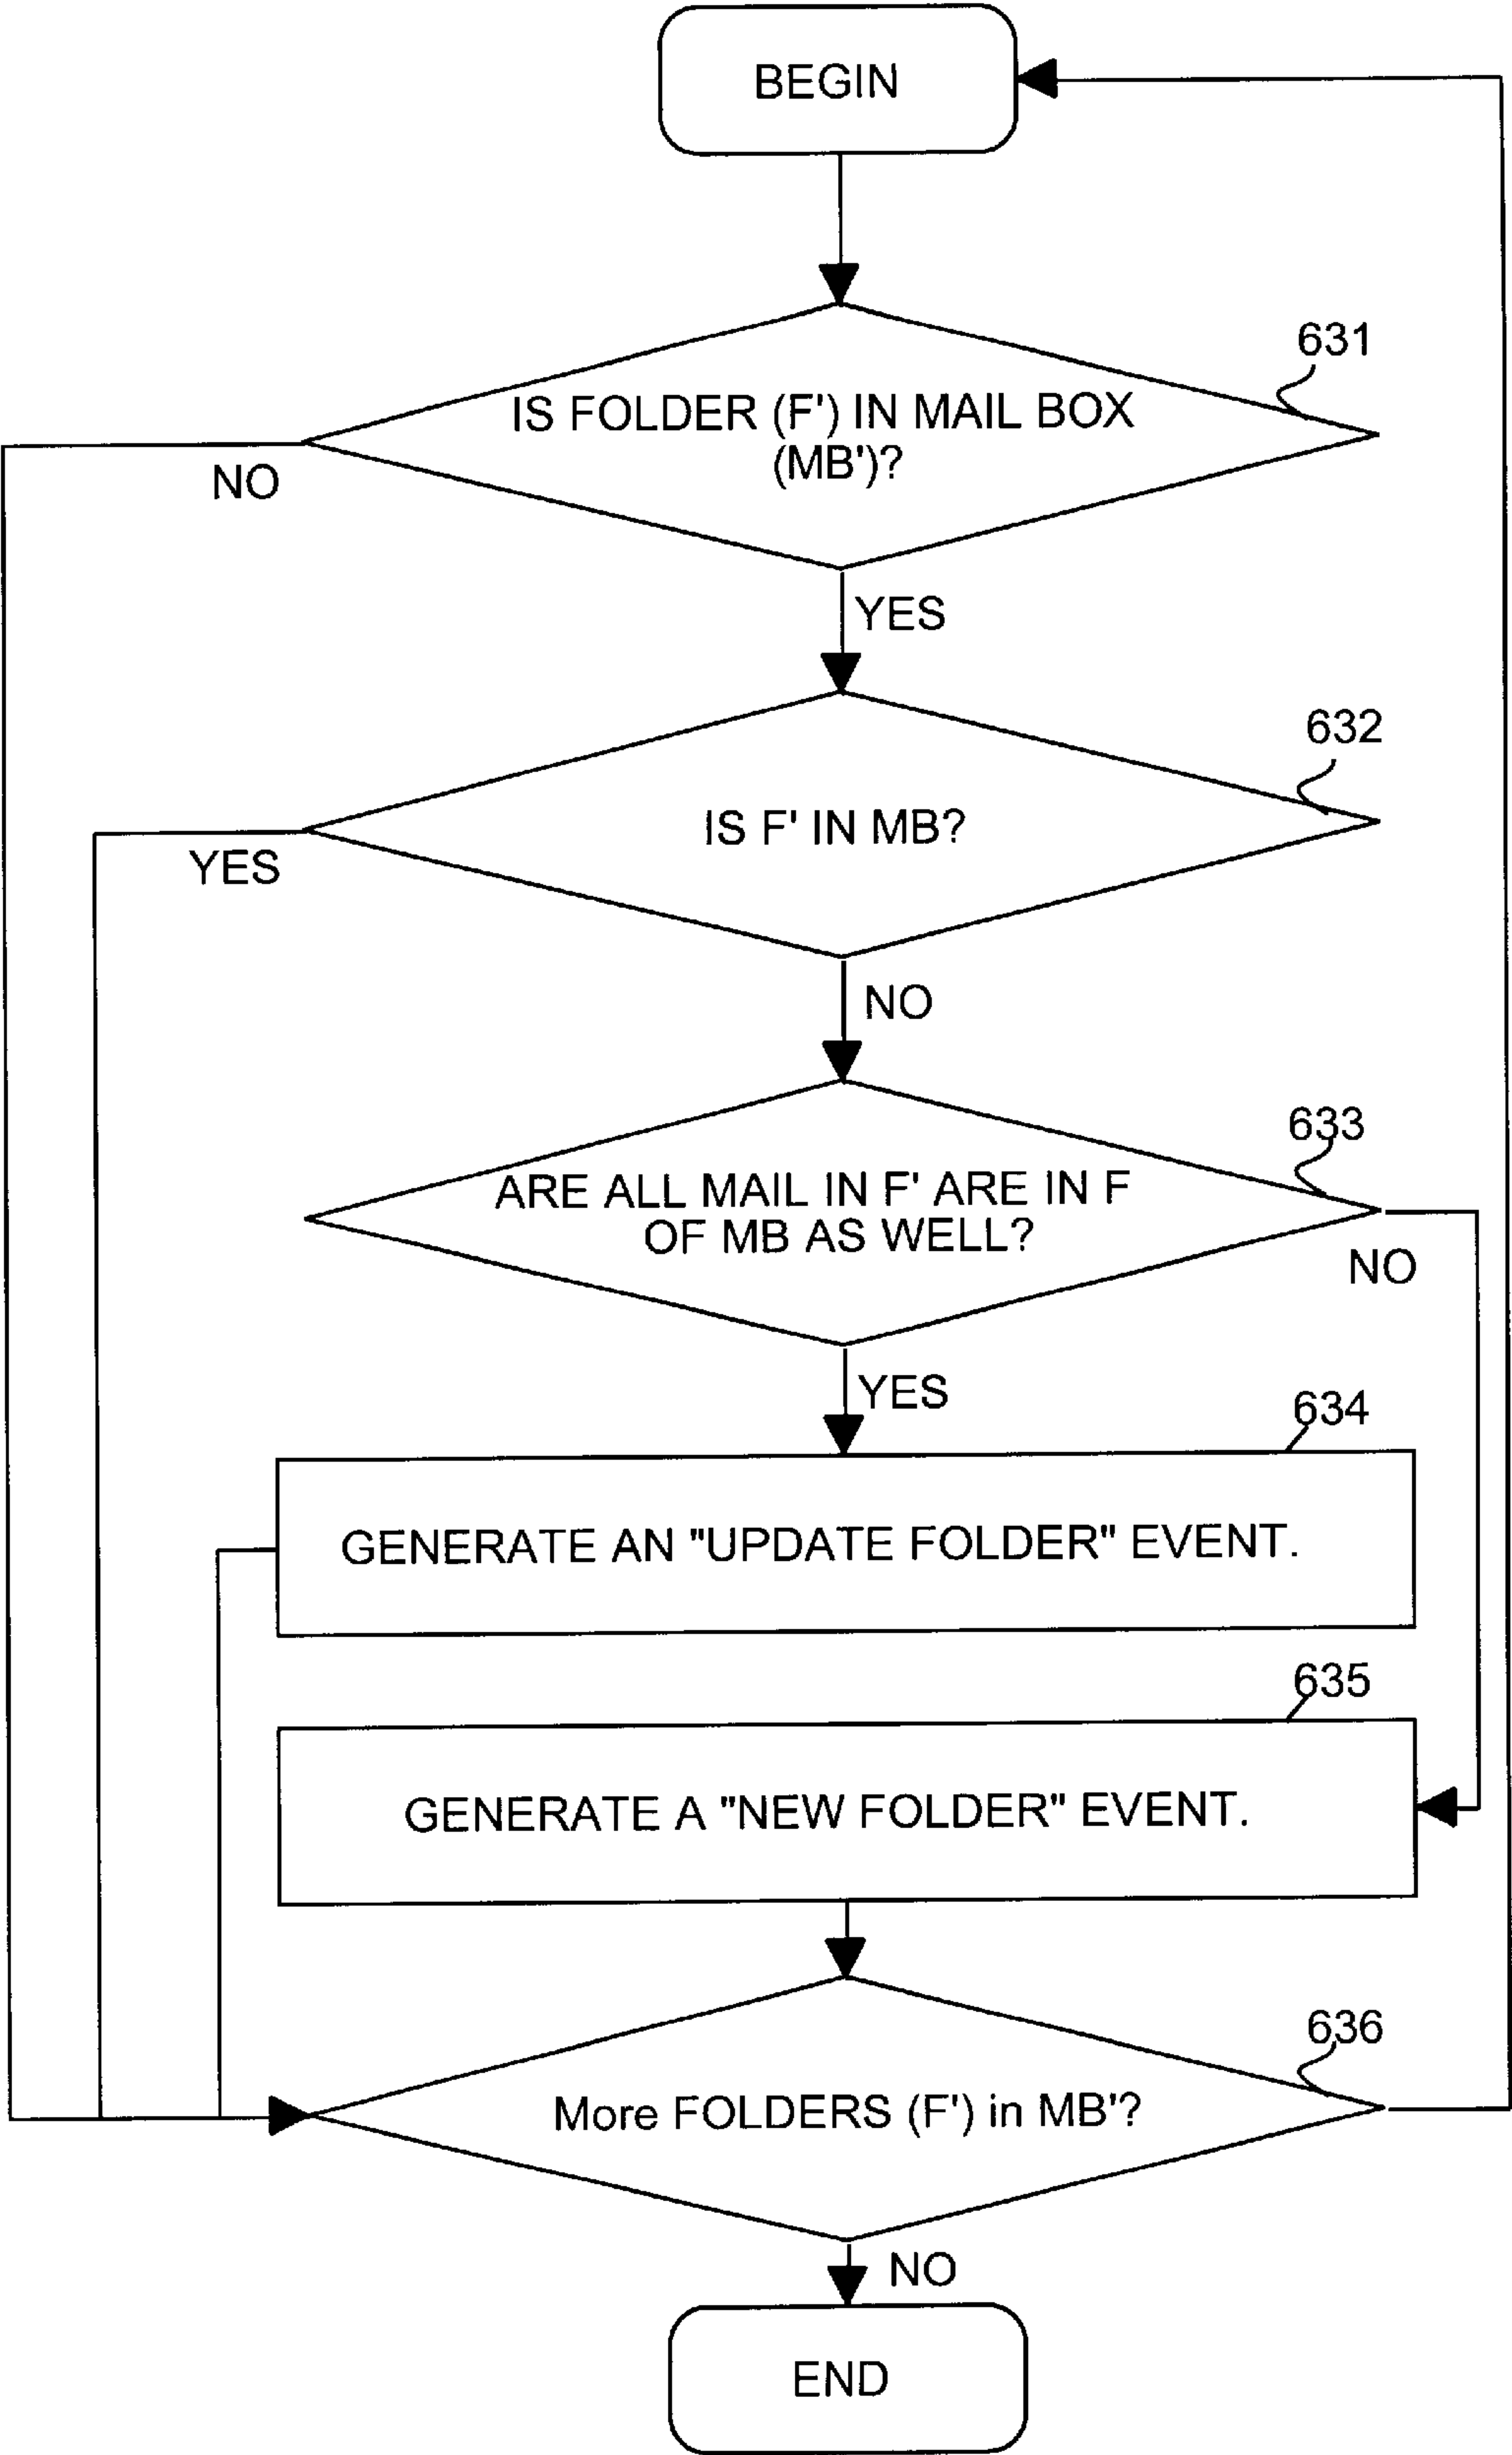 BEGIN
631
IS FOLDER (F') IN MAIL BOX
(MB')?
NO
YES
632
IS F' IN MB?
YES
NO
633
ARE ALL MAIL IN F' ARE IN F
OF MB AS WELL?
NO
YES
634
GENERATE AN "UPDATE FOLDER" EVENT.
635
GENERATE A "NEW FOLDER" EVENT.
636
More FOLDERS (F') in MB'?
NO
END